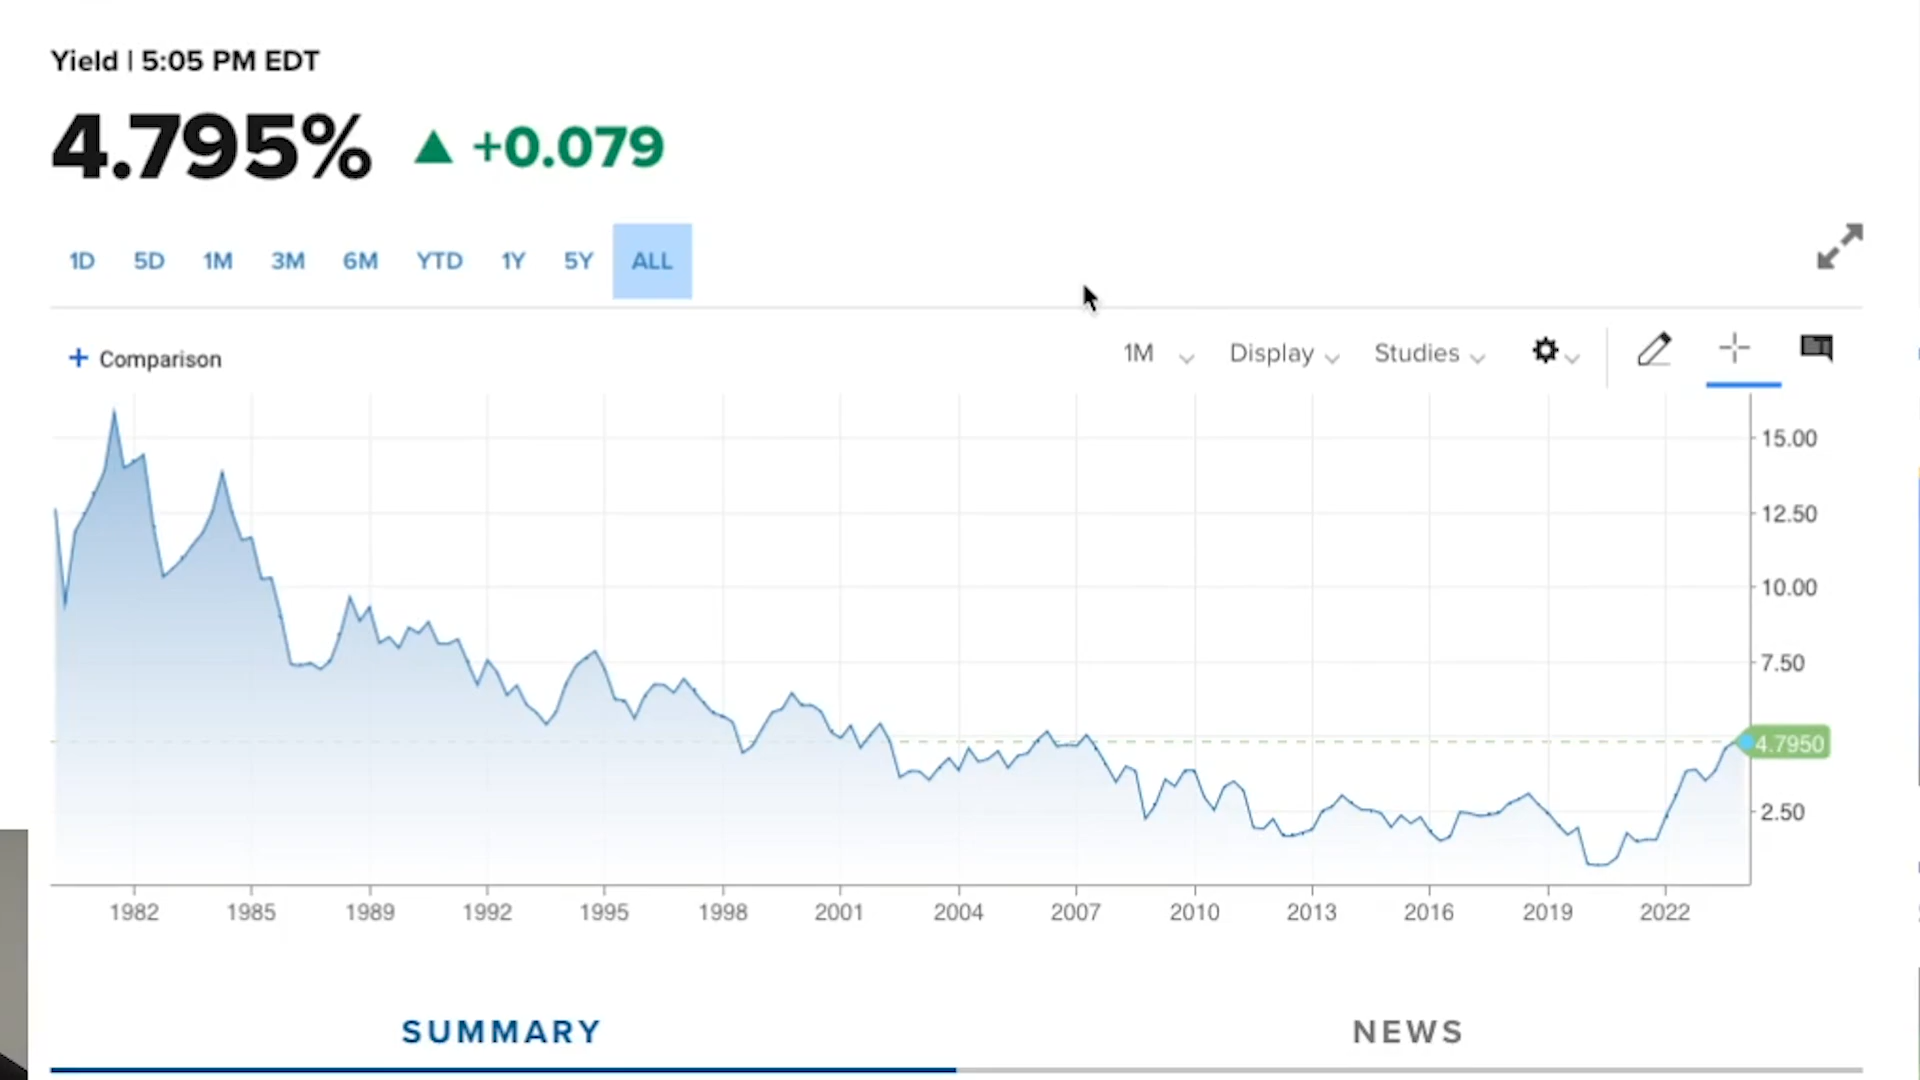 Yield | 5:05 PM EDT
4.795% ▲ +0.079
1D 5D 1M 3M 6M YTD 1Y 5Y ALL
+ Comparison 1M Display Studies
15.00
12.50
10.00
7.50
4.7950
2.50
1982 1985 1989 1992 1995 1998 2001 2004 2007 2010 2013 2016 2019 2022
SUMMARY NEWS